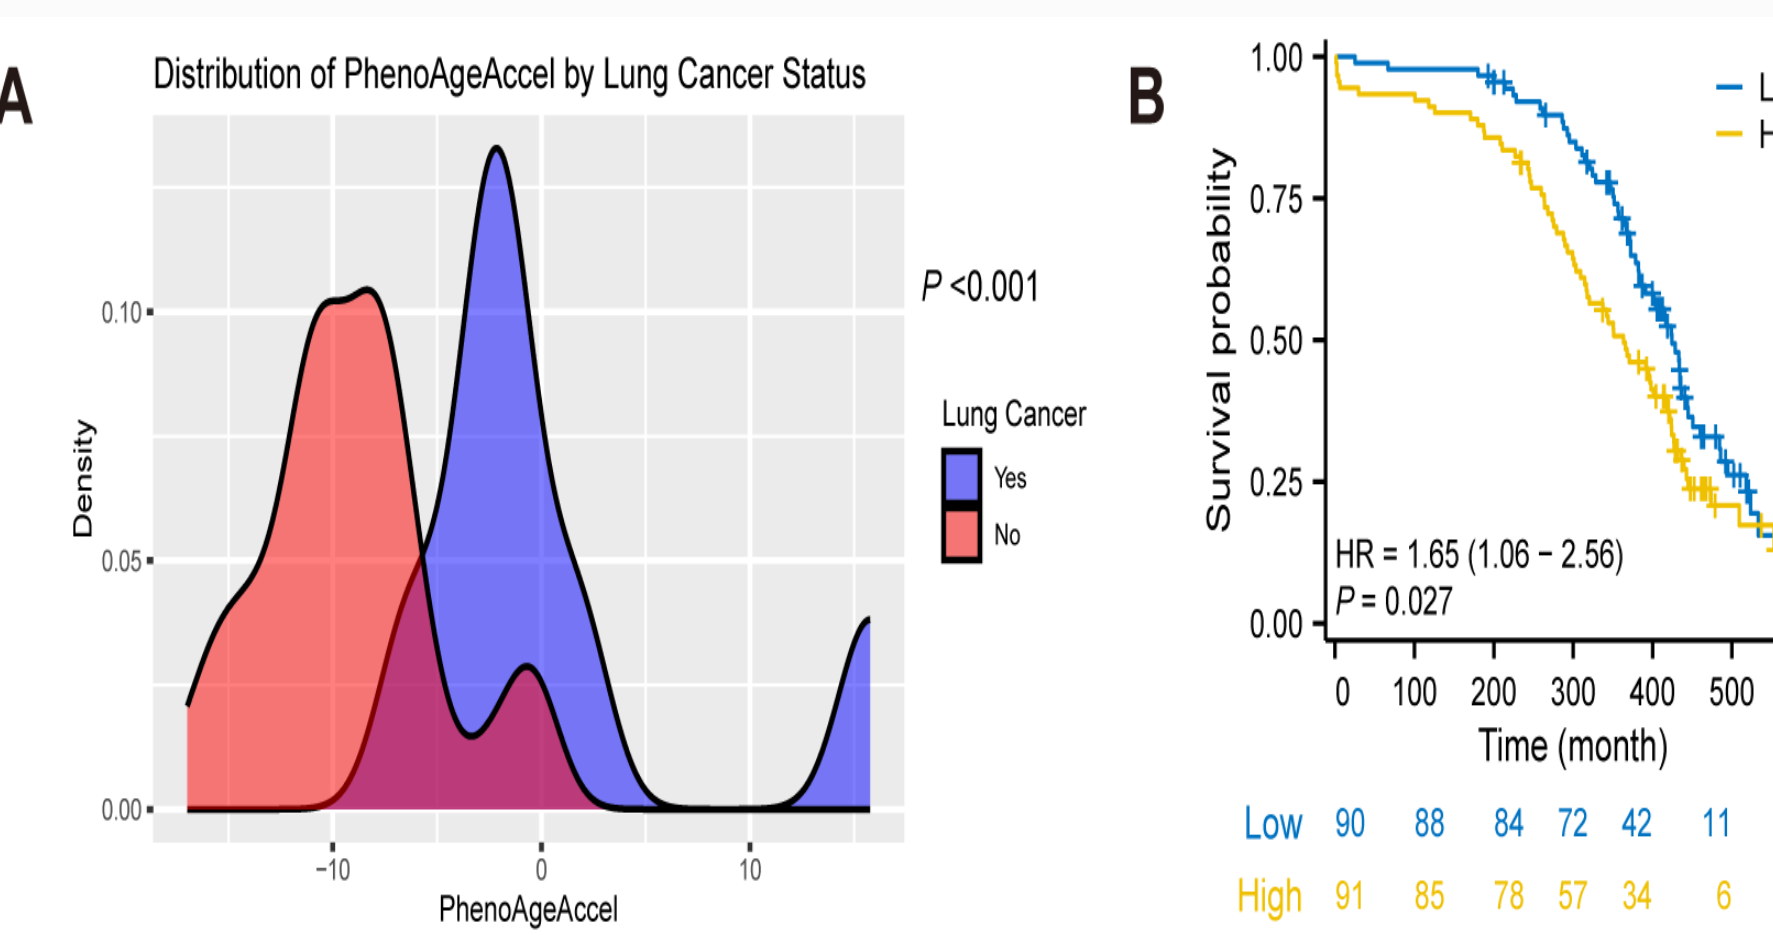 A
Distribution of PhenoAgeAccel by Lung Cancer Status
Density
0.10
0.05
0.00
−10 0 10
PhenoAgeAccel
P <0.001
Lung Cancer
Yes
No
B
Survival probability
1.00
0.75
0.50
0.25
0.00
HR = 1.65 (1.06 − 2.56)
P = 0.027
0 100 200 300 400 500
Time (month)
Low 90 88 84 72 42 11
High 91 85 78 57 34 6